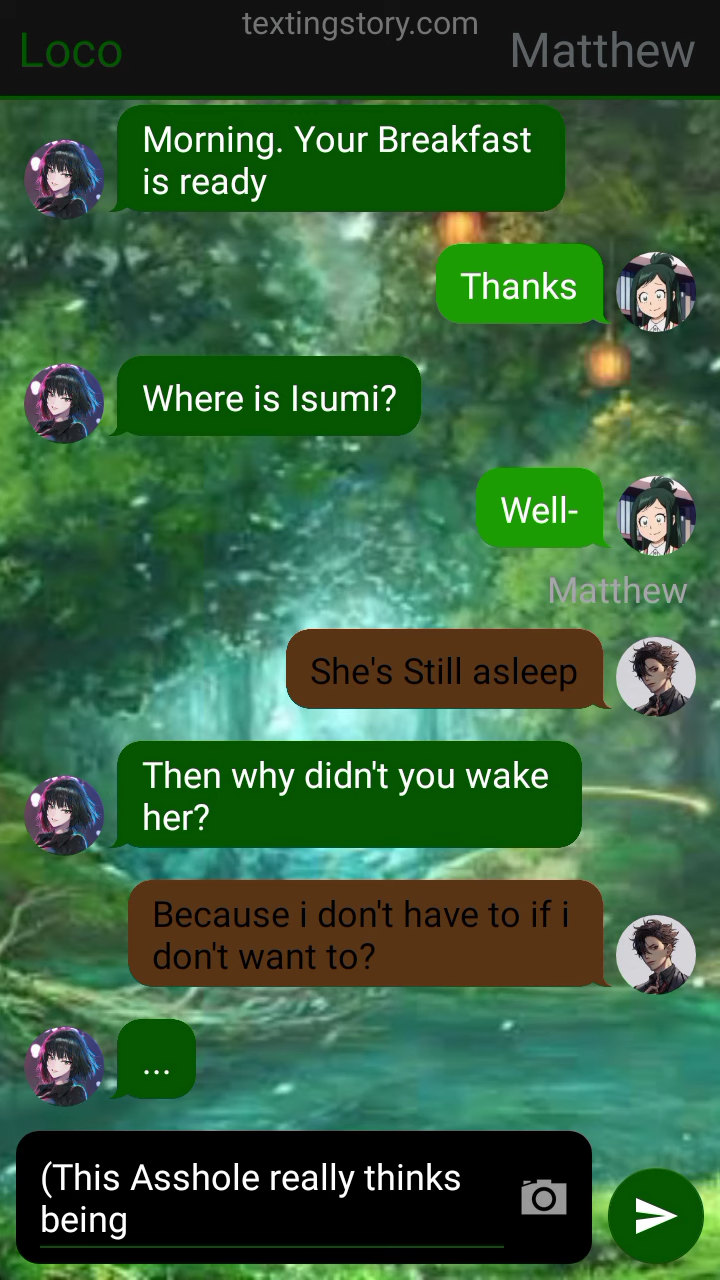 textingstory.com
Loco
Matthew
Morning. Your Breakfast
is ready
Thanks
Where is Isumi?
Well-
Matthew
She's Still asleep
Then why didn't you wake
her?
Because i don't have to if i
don't want to?
...
(This Asshole really thinks
being